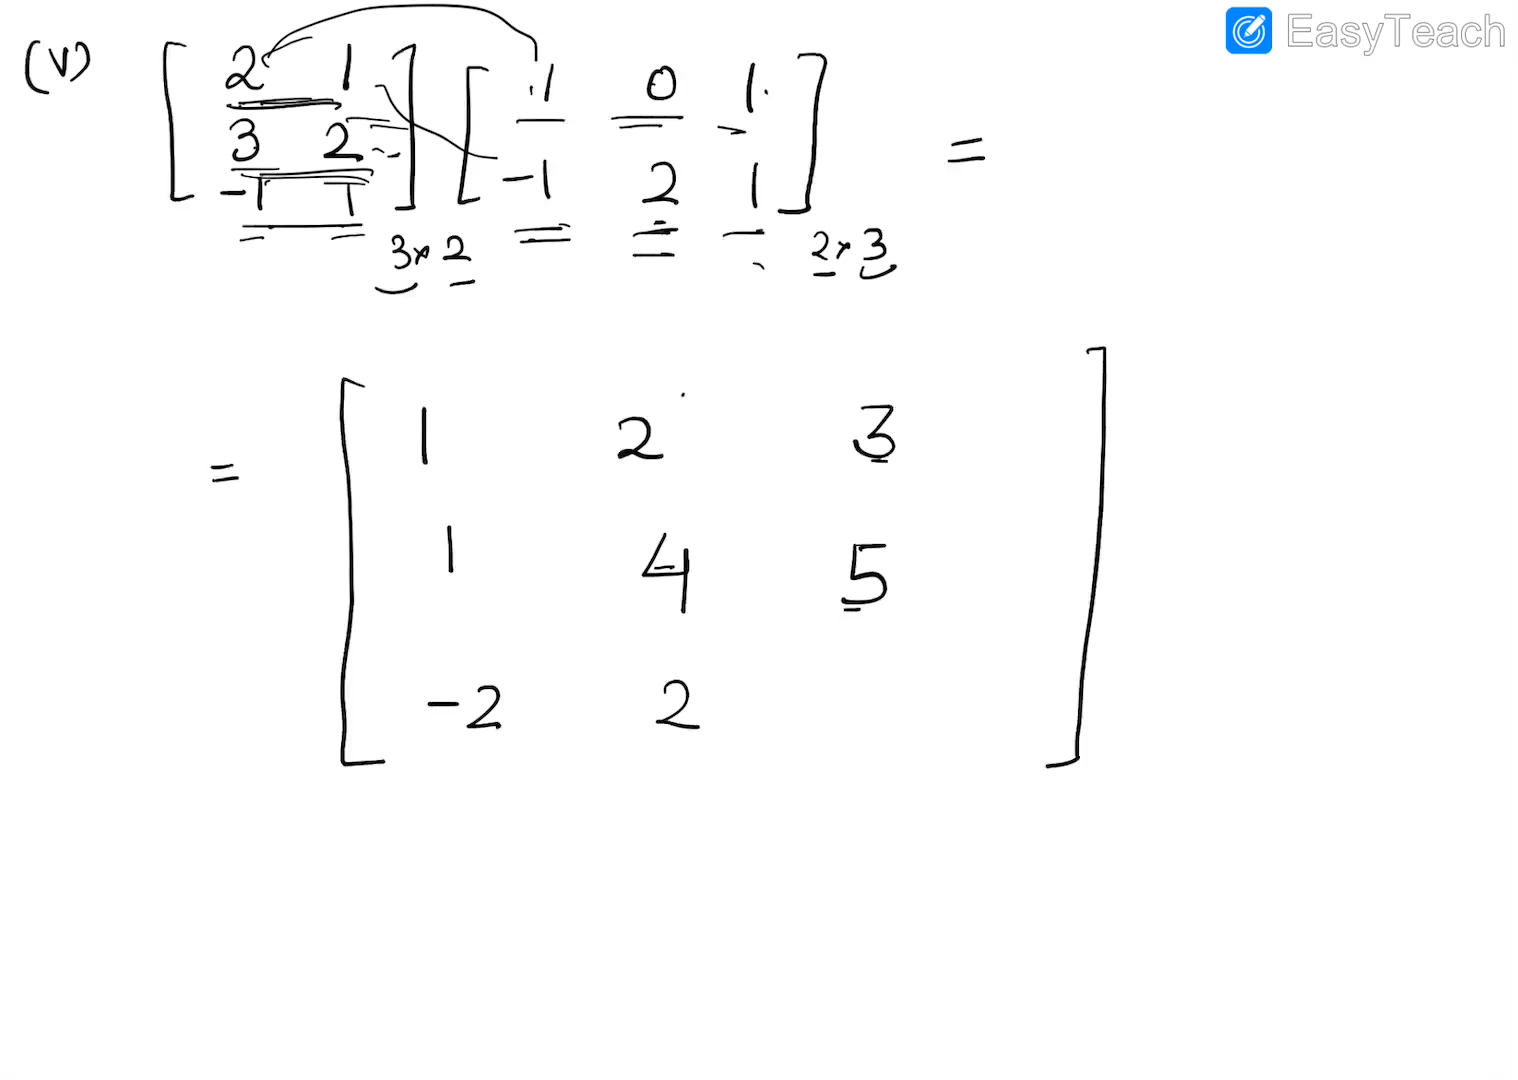 EasyTeach
(v) [ 2 1 ] [ 1 0 1 ] =
3 2
-1 1 -1 2 1
3×2 2×3
= [ 1 2 3 ]
1 4 5
-2 2